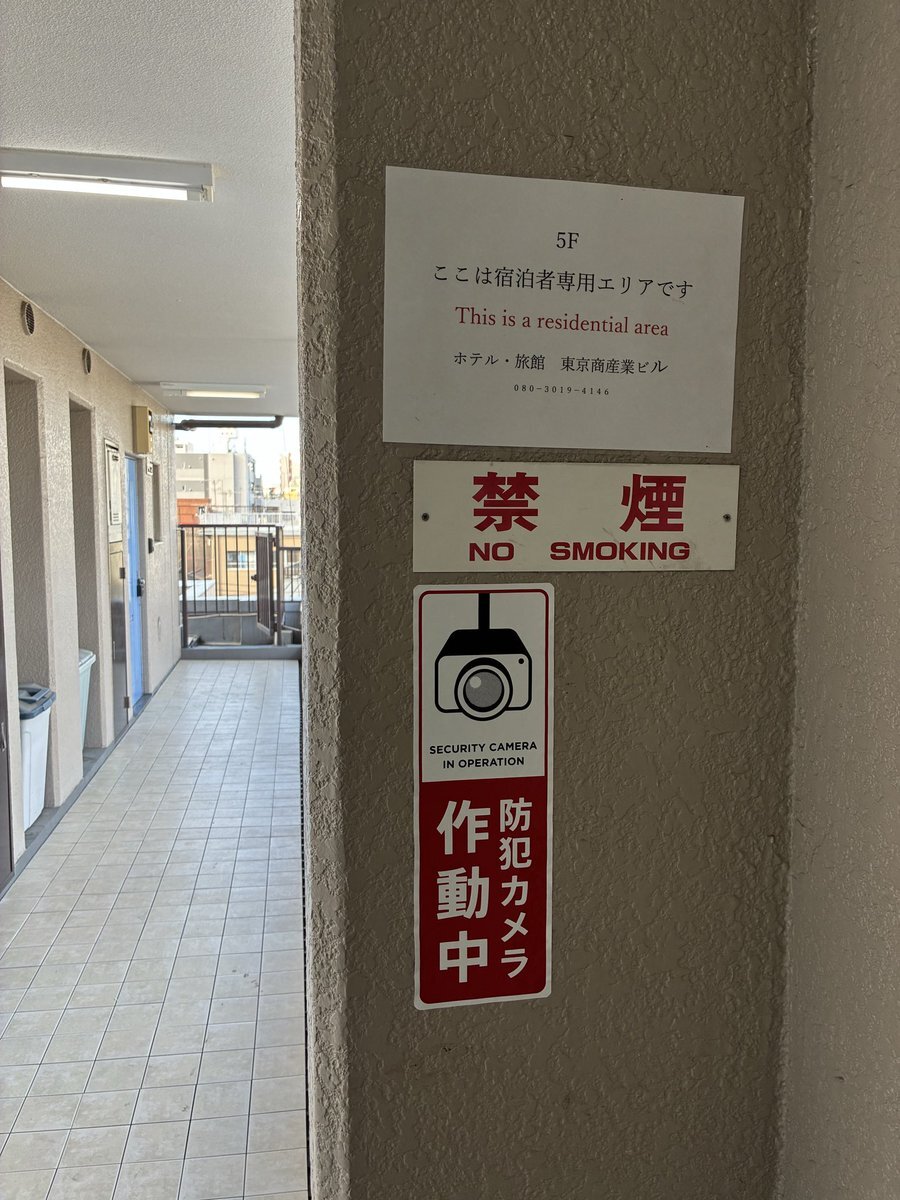 5F
ここは宿泊者専用エリアです
This is a residential area
ホテル・旅館　東京商産業ビル
080-3019-4146
禁煙
NO SMOKING
SECURITY CAMERA
IN OPERATION
防犯カメラ
作動中